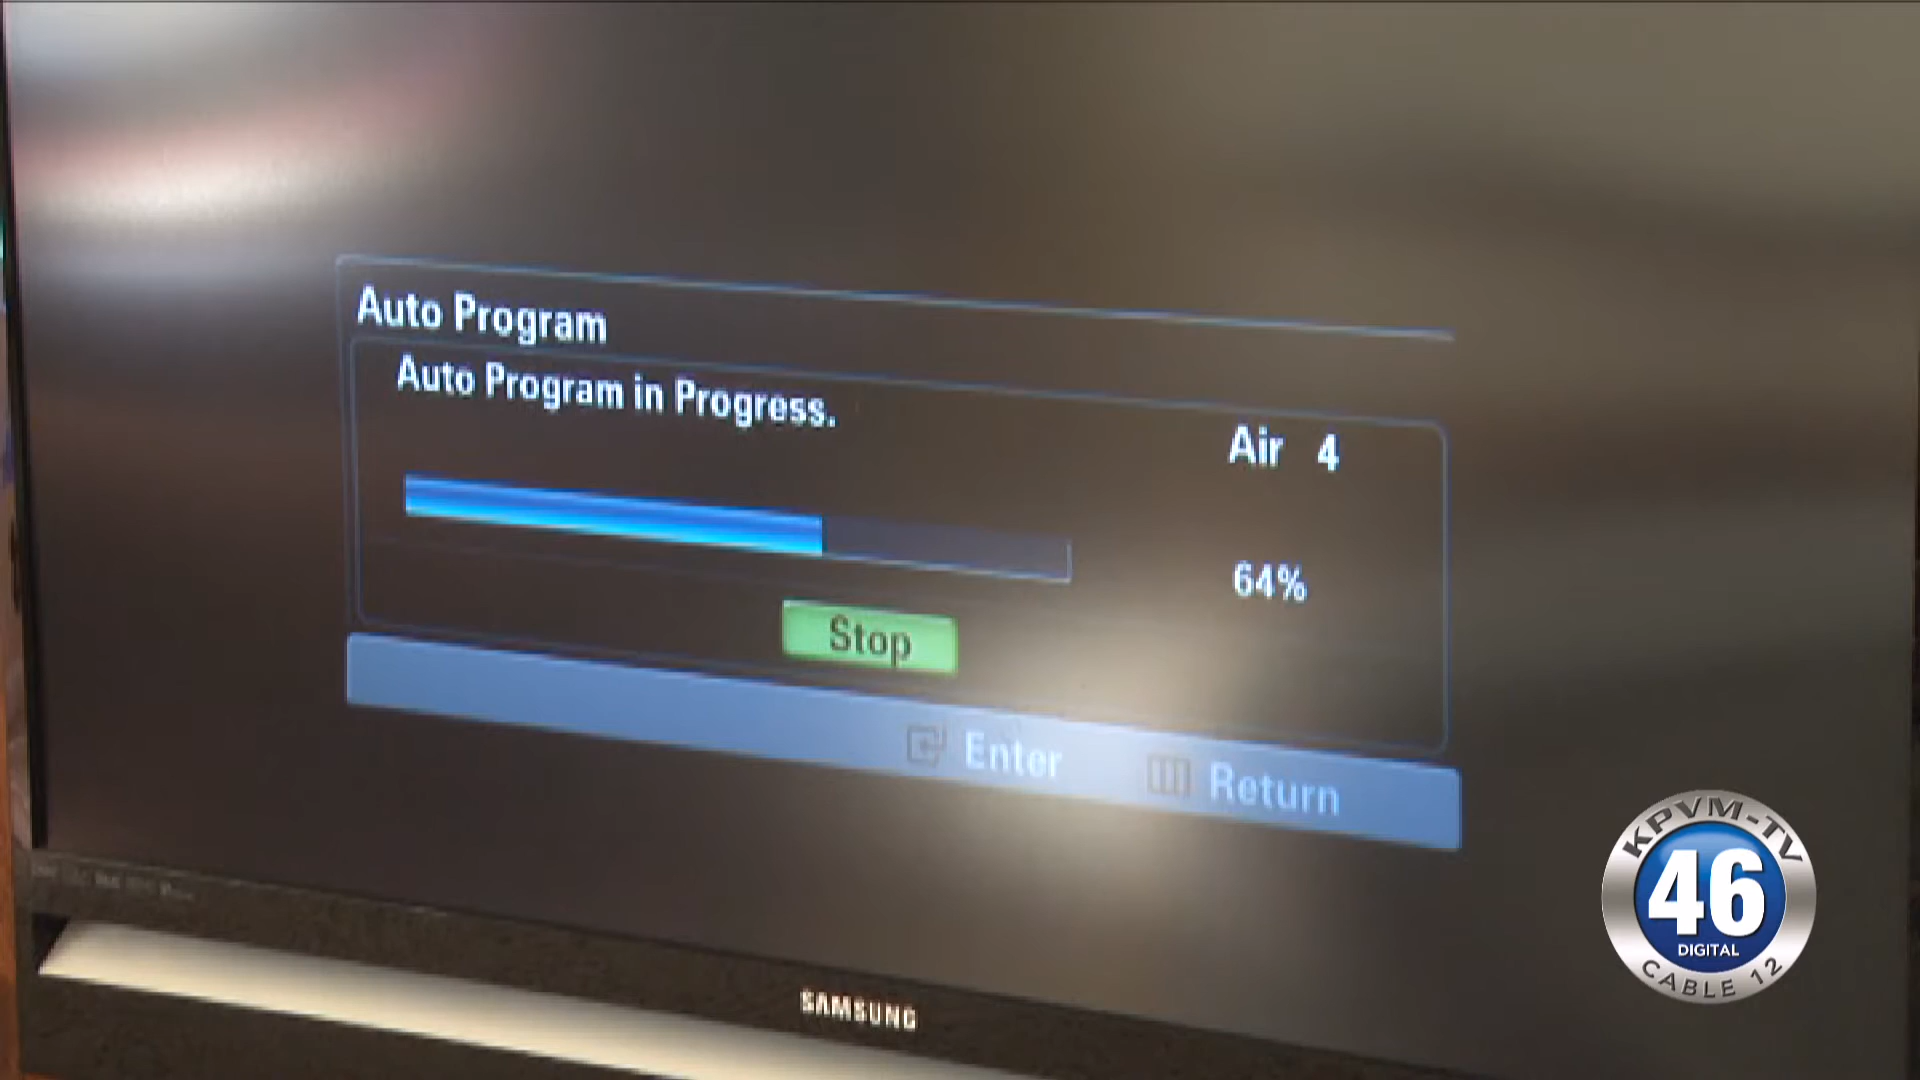 Auto Program
Auto Program in Progress.
Air 4
64%
Stop
Enter
Return
SAMSUNG
KPVM-TV
46
DIGITAL
CABLE 12